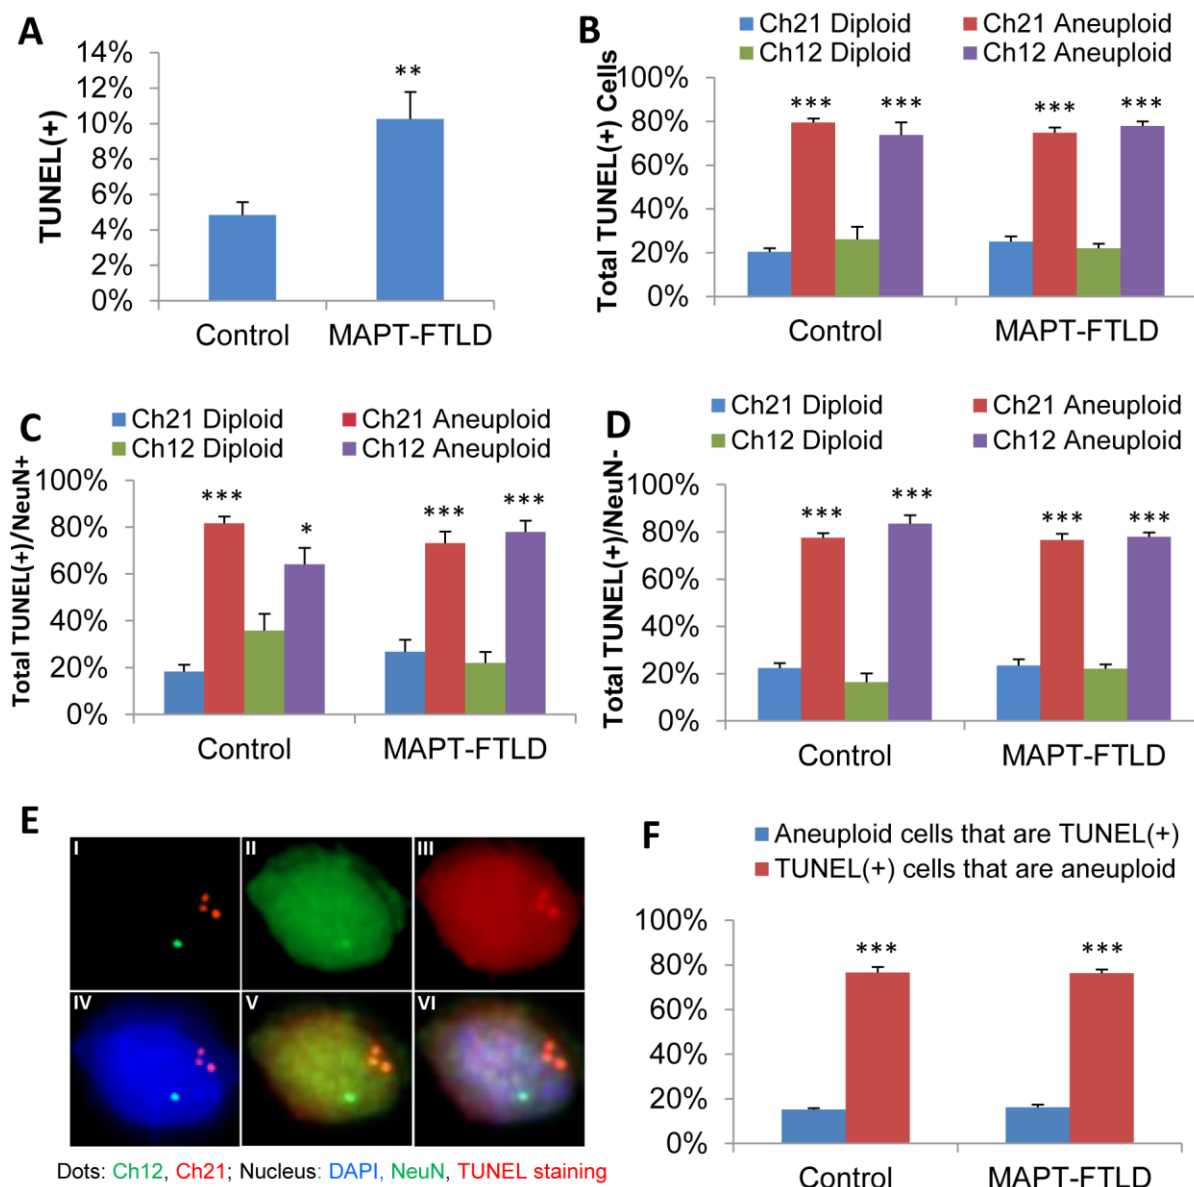 A
14%
12%
10%
8%
6%
4%
2%
0%
TUNEL(+)
**
Control MAPT-FTLD
B
Ch21 Diploid Ch21 Aneuploid
Ch12 Diploid Ch12 Aneuploid
100%
80%
60%
40%
20%
0%
Total TUNEL(+) Cells
*** *** *** ***
Control MAPT-FTLD
C
Ch21 Diploid Ch21 Aneuploid
Ch12 Diploid Ch12 Aneuploid
100%
80%
60%
40%
20%
0%
Total TUNEL(+)/NeuN+
*** * *** ***
Control MAPT-FTLD
D
Ch21 Diploid Ch21 Aneuploid
Ch12 Diploid Ch12 Aneuploid
100%
80%
60%
40%
20%
0%
Total TUNEL(+)/NeuN-
*** *** *** ***
Control MAPT-FTLD
E
I II III
IV V VI
Dots: Ch12, Ch21; Nucleus: DAPI, NeuN, TUNEL staining
F
Aneuploid cells that are TUNEL(+)
TUNEL(+) cells that are aneuploid
100%
80%
60%
40%
20%
0%
*** ***
Control MAPT-FTLD